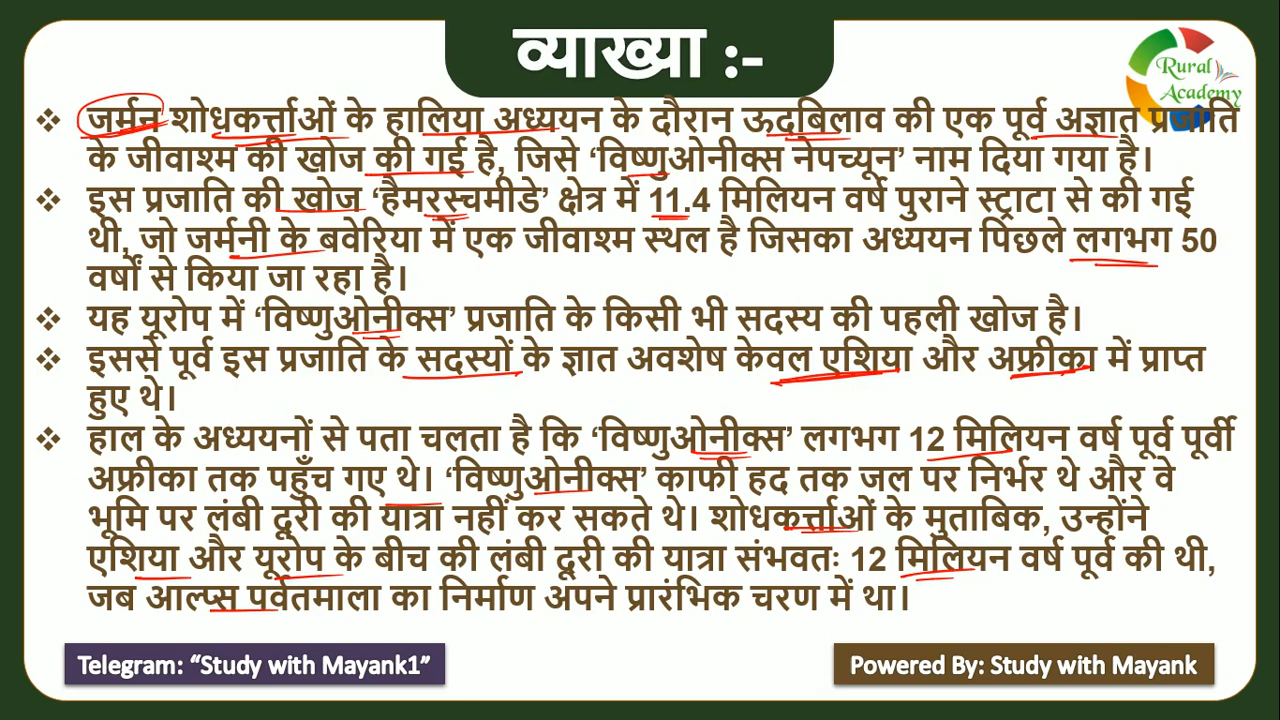 व्याख्या :-
Rural
Academy
❖ जर्मन शोधकर्त्ताओं के हालिया अध्ययन के दौरान ऊदबिलाव की एक पूर्व अज्ञात प्रजाति
के जीवाश्म की खोज की गई है, जिसे ‘विष्णुओनीक्स नेपच्यून’ नाम दिया गया है।
❖ इस प्रजाति की खोज ‘हैमरस्चमीडे’ क्षेत्र में 11.4 मिलियन वर्ष पुराने स्ट्राटा से की गई
थी, जो जर्मनी के बवेरिया में एक जीवाश्म स्थल है जिसका अध्ययन पिछले लगभग 50
वर्षों से किया जा रहा है।
❖ यह यूरोप में ‘विष्णुओनीक्स’ प्रजाति के किसी भी सदस्य की पहली खोज है।
❖ इससे पूर्व इस प्रजाति के सदस्यों के ज्ञात अवशेष केवल एशिया और अफ्रीका में प्राप्त
हुए थे।
❖ हाल के अध्ययनों से पता चलता है कि ‘विष्णुओनीक्स’ लगभग 12 मिलियन वर्ष पूर्व पूर्वी
अफ्रीका तक पहुँच गए थे। ‘विष्णुओनीक्स’ काफी हद तक जल पर निर्भर थे और वे
भूमि पर लंबी दूरी की यात्रा नहीं कर सकते थे। शोधकर्त्ताओं के मुताबिक, उन्होंने
एशिया और यूरोप के बीच की लंबी दूरी की यात्रा संभवतः 12 मिलियन वर्ष पूर्व की थी,
जब आल्प्स पर्वतमाला का निर्माण अपने प्रारंभिक चरण में था।
Telegram: “Study with Mayank1”
Powered By: Study with Mayank